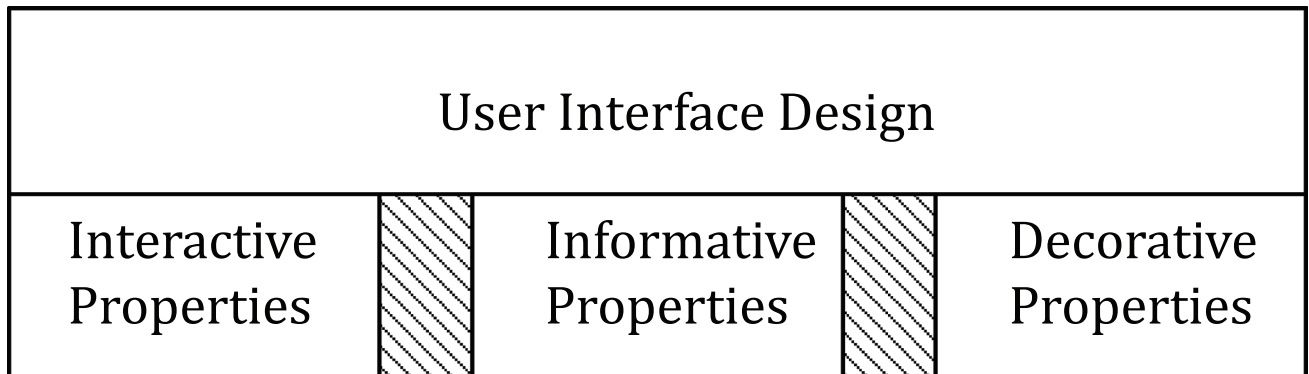 User Interface Design
Interactive
Properties
Informative
Properties
Decorative
Properties